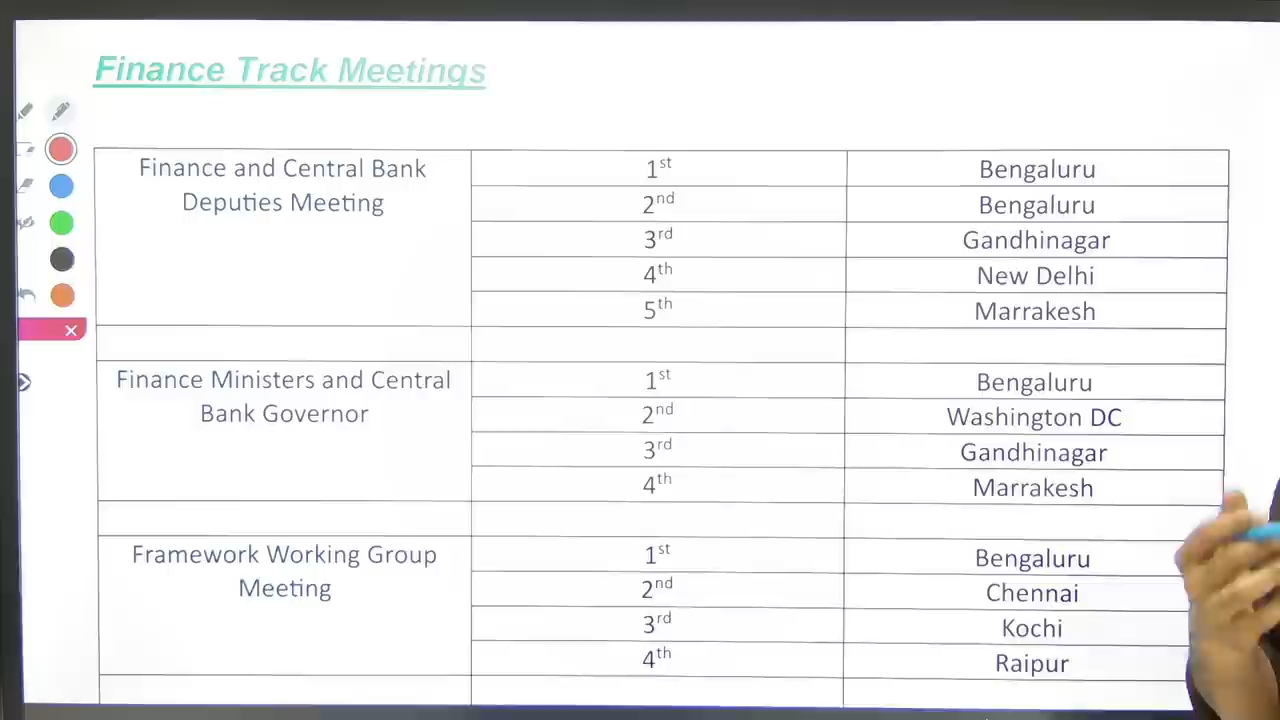 Finance Track Meetings
Finance and Central Bank Deputies Meeting 1st Bengaluru
2nd Bengaluru
3rd Gandhinagar
4th New Delhi
5th Marrakesh
Finance Ministers and Central Bank Governor 1st Bengaluru
2nd Washington DC
3rd Gandhinagar
4th Marrakesh
Framework Working Group Meeting 1st Bengaluru
2nd Chennai
3rd Kochi
4th Raipur